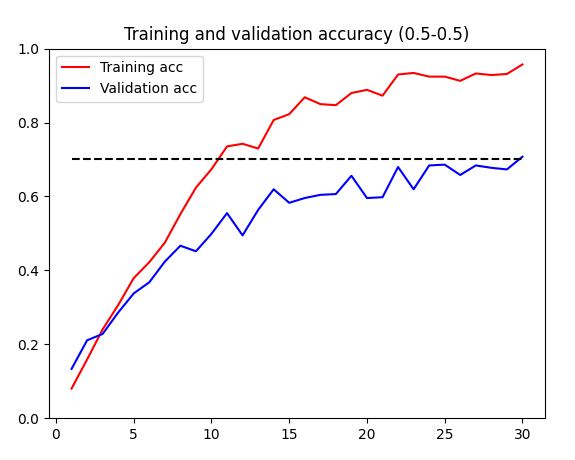 Training and validation accuracy (0.5-0.5)
Training acc
Validation acc
1.0
0.8
0.6
0.4
0.2
0.0
0 5 10 15 20 25 30